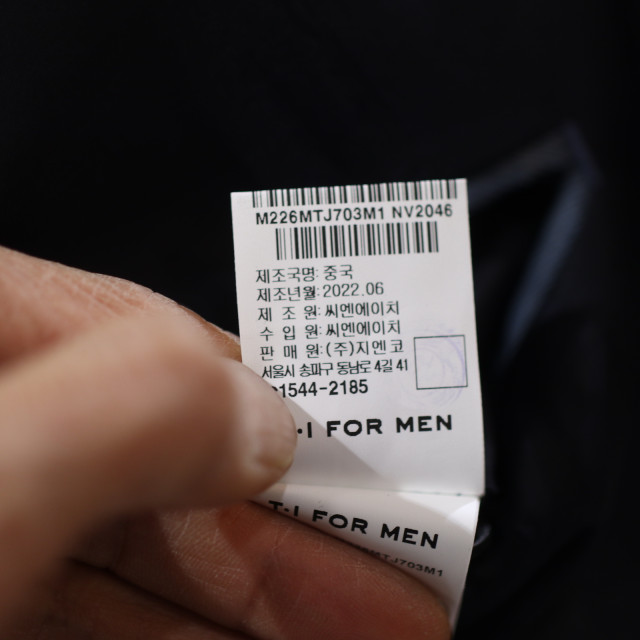 M226MTJ703M1 NV2046
제조국명: 중국
제조년월: 2022.06
제 조 원: 씨엔에이치
수 입 원: 씨엔에이치
판 매 원: (주)지엔코
서울시 송파구 동남로 4길 41
1544-2185
T·I FOR MEN
T·I FOR MEN
MTJ703M1